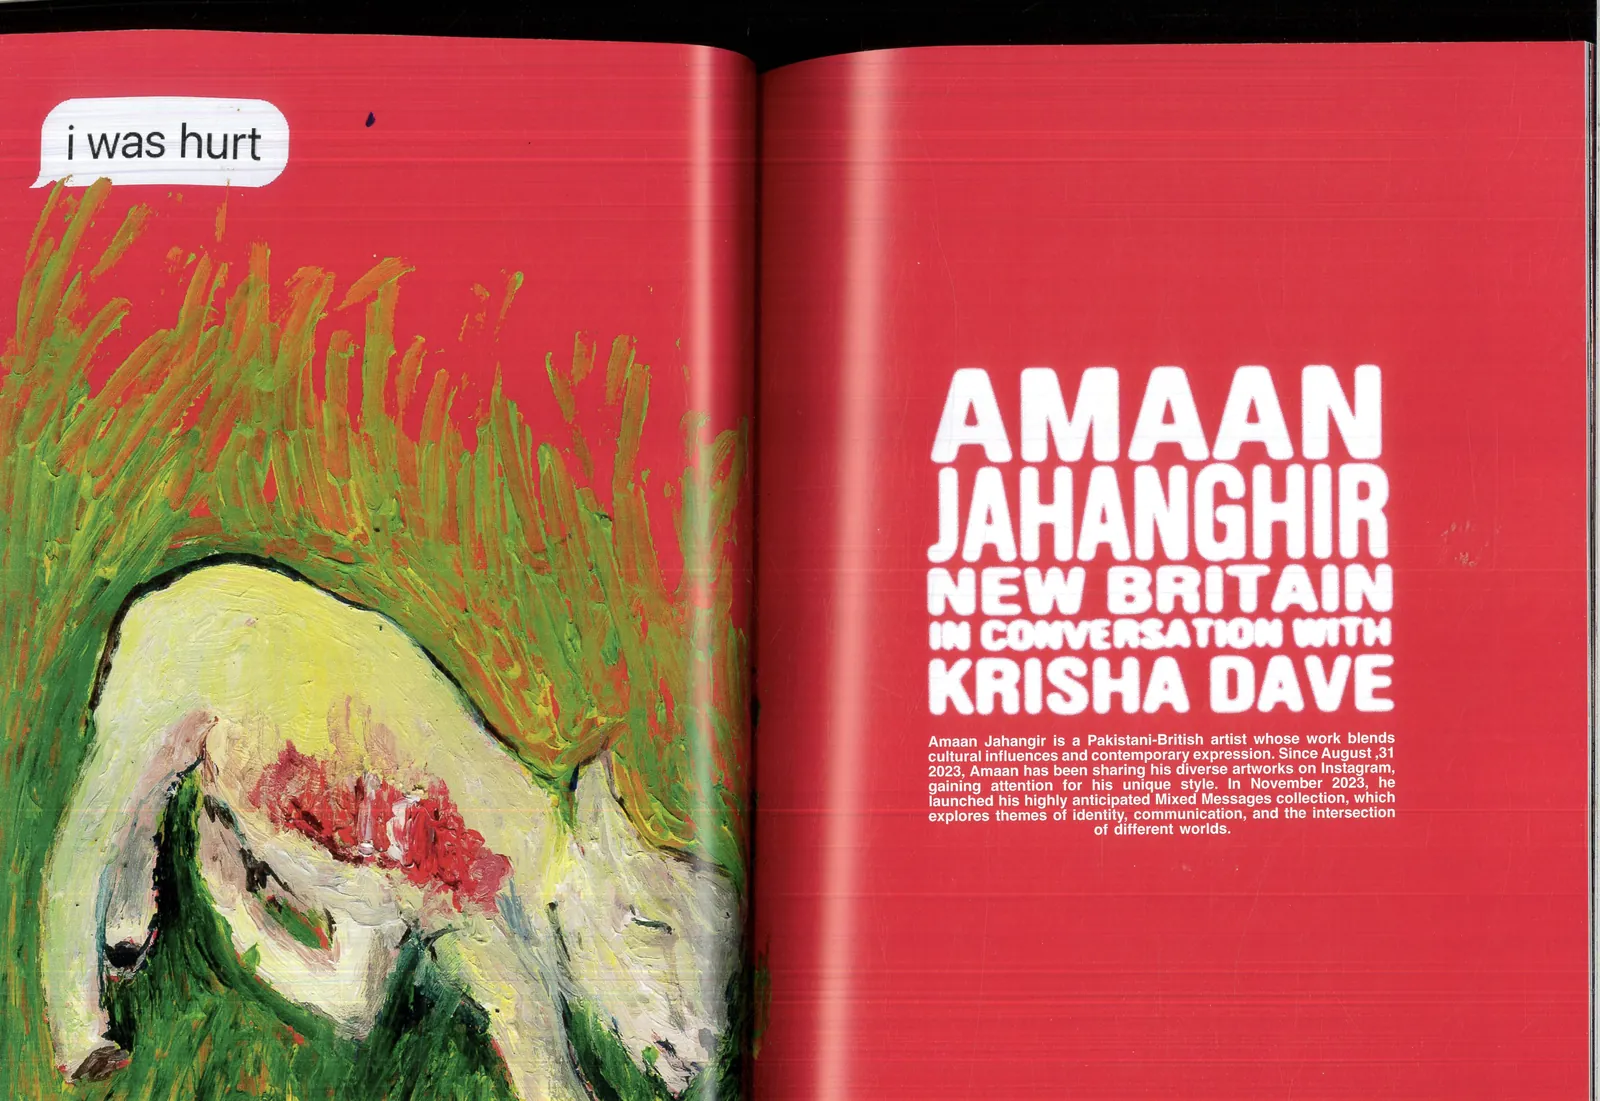 i was hurt
AMAAN
JAHANGHIR
NEW BRITAIN
IN CONVERSATION WITH
KRISHA DAVE
Amaan Jahangir is a Pakistani-British artist whose work blends
cultural influences and contemporary expression. Since August ,31
2023, Amaan has been sharing his diverse artworks on Instagram,
gaining attention for his unique style. In November 2023, he
launched his highly anticipated Mixed Messages collection, which
explores themes of identity, communication, and the intersection
of different worlds.